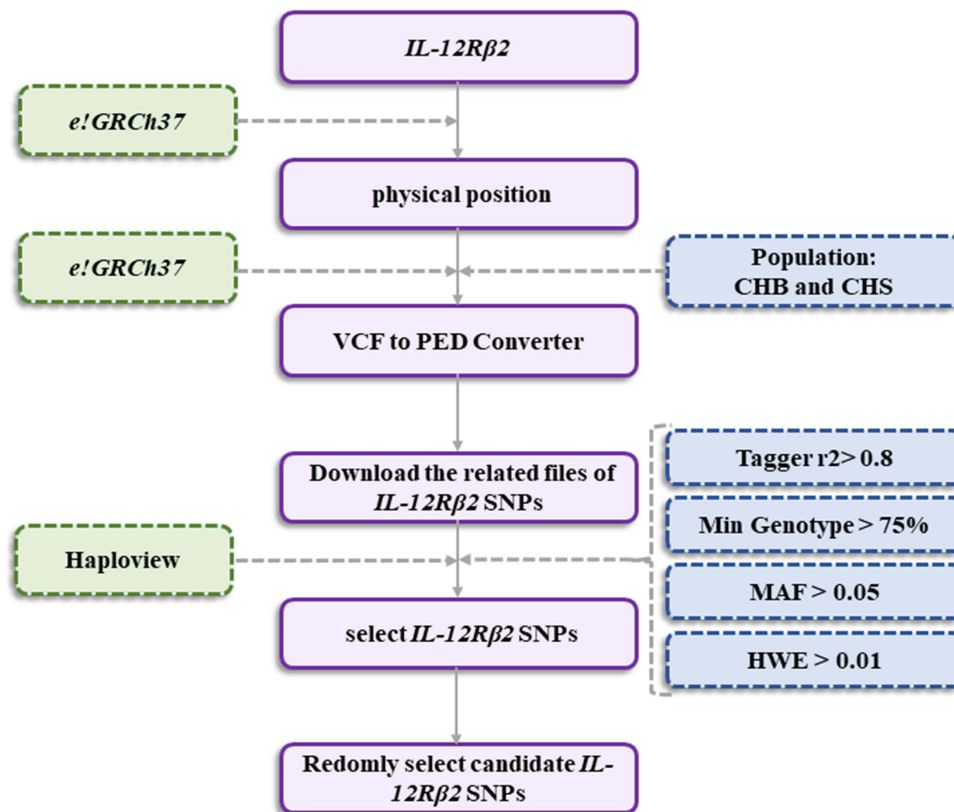 IL-12Rβ2
e!GRCh37
physical position
e!GRCh37
Population:
CHB and CHS
VCF to PED Converter
Tagger r2> 0.8
Download the related files of
IL-12Rβ2 SNPs
Min Genotype > 75%
Haploview
MAF > 0.05
select IL-12Rβ2 SNPs
HWE > 0.01
Redomly select candidate IL-
12Rβ2 SNPs